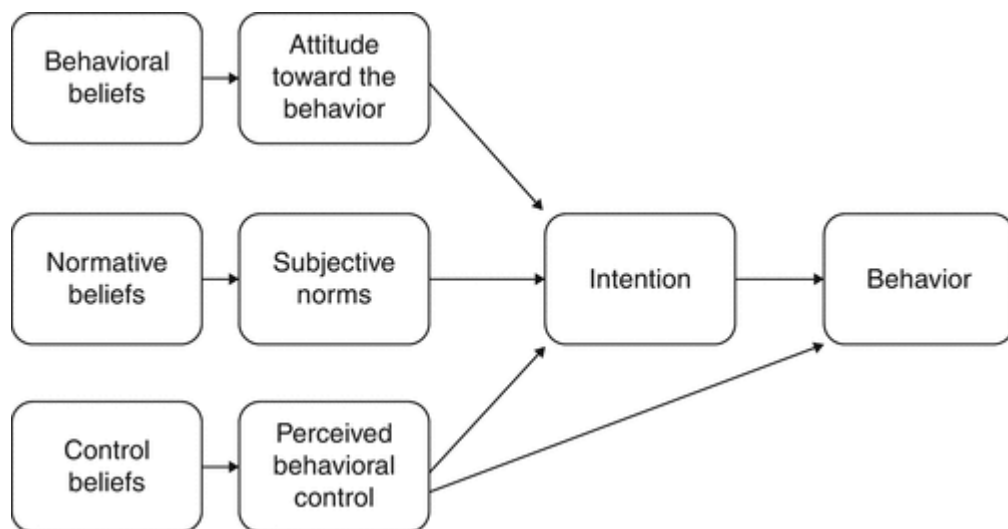 Behavioral
beliefs
Attitude
toward the
behavior
Normative
beliefs
Subjective
norms
Intention
Behavior
Control
beliefs
Perceived
behavioral
control